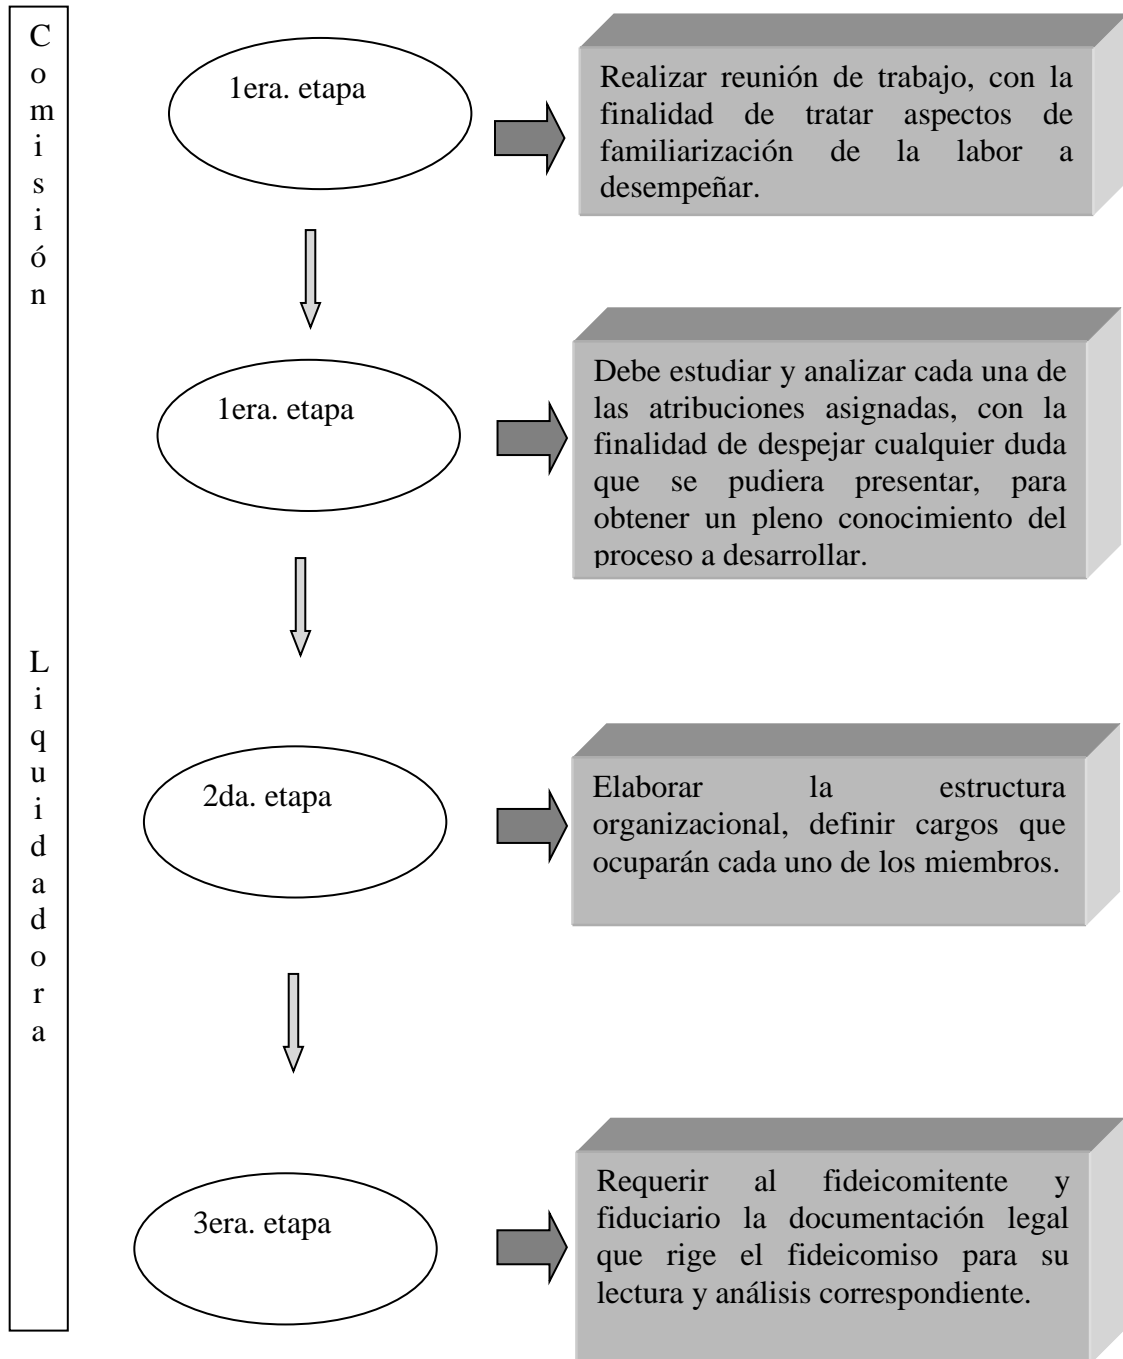 Comisión
Liquidadora
1era. etapa
Realizar reunión de trabajo, con la
finalidad de tratar aspectos de
familiarización de la labor a
desempeñar.
1era. etapa
Debe estudiar y analizar cada una de
las atribuciones asignadas, con la
finalidad de despejar cualquier duda
que se pudiera presentar, para
obtener un pleno conocimiento del
proceso a desarrollar.
2da. etapa
Elaborar la estructura
organizacional, definir cargos que
ocuparán cada uno de los miembros.
3era. etapa
Requerir al fideicomitente y
fiduciario la documentación legal
que rige el fideicomiso para su
lectura y análisis correspondiente.